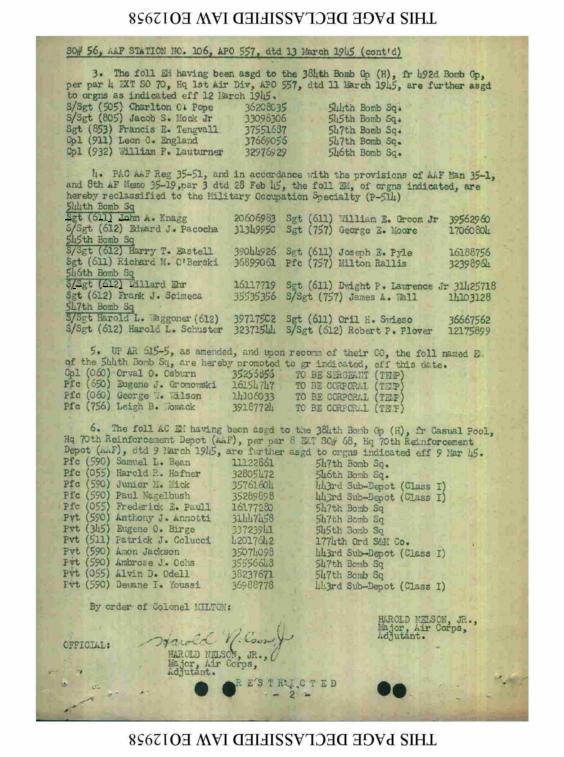 THIS PAGE DECLASSIFIED IAW EO12958
SO# 56, AAF STATION NO. 106, APO 557, dtd 13 March 1945 (cont'd)
3. The foll EM having been asgd to the 384th Bomb Gp (H), fr 492d Bomb Gp,
per par 4 EXT SO 70, Hq 1st Air Div, APO 557, dtd 11 March 1945, are further asgd
to orgns as indicated eff 12 March 1945.
S/Sgt (505) Charlton C. Pope 36208035 544th Bomb Sq.
S/Sgt (805) Jacob S. Mock Jr 33098306 545th Bomb Sq.
Sgt (853) Francis E. Tengvall 37551637 547th Bomb Sq.
Cpl (911) Leon C. England 37669056 547th Bomb Sq.
Cpl (932) William F. Lauturner 32976929 546th Bomb Sq.
4. PAC AAF Reg 35-51, and in accordance with the provisions of AAF Man 35-1,
and 8th AF Memo 35-19,par 3 dtd 28 Feb 45, the foll EM, of orgns indicated, are
hereby reclassified to the Military Occupation Specialty (P-514)
544th Bomb Sq
Sgt (611) John A. Knagg 20606983 Sgt (611) William E. Groom Jr 39562960
S/Sgt (612) Edward J. Pacocha 31349950 Sgt (757) George E. Moore 17060804
545th Bomb Sq
S/Sgt (612) Harry T. Eastell 39044926 Sgt (611) Joseph E. Pyle 16188756
Sgt (611) Richard M. O'Berski 36899061 Pfc (757) Milton Rallis 32398964
546th Bomb Sq
S/Sgt (612) Willard Ehr 16117719 Sgt (611) Dwight P. Laurence Jr 31425718
Sgt (612) Frank J. Scimeca 35535356 S/Sgt (757) James A. Wall 14103128
547th Bomb Sq
S/Sgt Harold L. Waggoner (612) 39717502 Sgt (611) Oril H. Swieso 36667562
S/Sgt (612) Harold L. Schuster 32371544 S/Sgt (612) Robert P. Plover 12175899
5. UP AR 615-5, as amended, and upon recomm of their CO, the foll named E
of the 544th Bomb Sq, are hereby promoted to gr indicated, eff this date.
Cpl (060) Orval O. Osburn 35256856 TO BE SERGEANT (TEMP)
Pfc (650) Eugene J. Gromowski 16154747 TO BE CORPORAL (TEMP)
Pfc (060) George W. Wilson 14106033 TO BE CORPORAL (TEMP)
Pfc (756) Leigh B. Womack 39187724 TO BE CORPORAL (TEMP)
6. The foll AC EM having been asgd to the 384th Bomb Gp (H), fr Casual Pool,
Hq 70th Reinforcement Depot (AAF), per par 8 EXT SO# 68, Hq 70th Reinforcement
Depot (AAF), dtd 9 March 1945, are further asgd to orgns indicated eff 9 Mar 45.
Pfc (590) Samuel L. Bean 11122861 547th Bomb Sq.
Pfc (055) Harold E. Hafner 32805472 546th Bomb Sq.
Pfc (590) Junior M. Mick 35761604 443rd Sub-Depot (Class I)
Pfc (590) Paul Nagelbush 35289898 443rd Sub-Depot (Class I)
Pfc (055) Frederick E. Paull 16177280 547th Bomb Sq
Pvt (590) Anthony J. Annotti 31447458 547th Bomb Sq
Pvt (345) Eugene O. Birge 33723941 545th Bomb Sq
Pvt (511) Patrick J. Colucci 42017642 1774th Ord S&M Co.
Pvt (590) Amon Jackson 35074098 443rd Sub-Depot (Class I)
Pvt (590) Ambrose J. Ochs 35556648 547th Bomb Sq
Pvt (055) Alvin D. Odell 38237671 547th Bomb Sq
Pvt (590) Dewane I. Youssi 36988778 443rd Sub-Depot (Class I)
By order of Colonel MILTON:
HAROLD NELSON, JR.,
Major, Air Corps,
Adjutant.
OFFICIAL:
Harold Nelson Jr
HAROLD NELSON, JR.,
Major, Air Corps,
Adjutant.
RESTRICTED
- 2 -
THIS PAGE DECLASSIFIED IAW EO12958